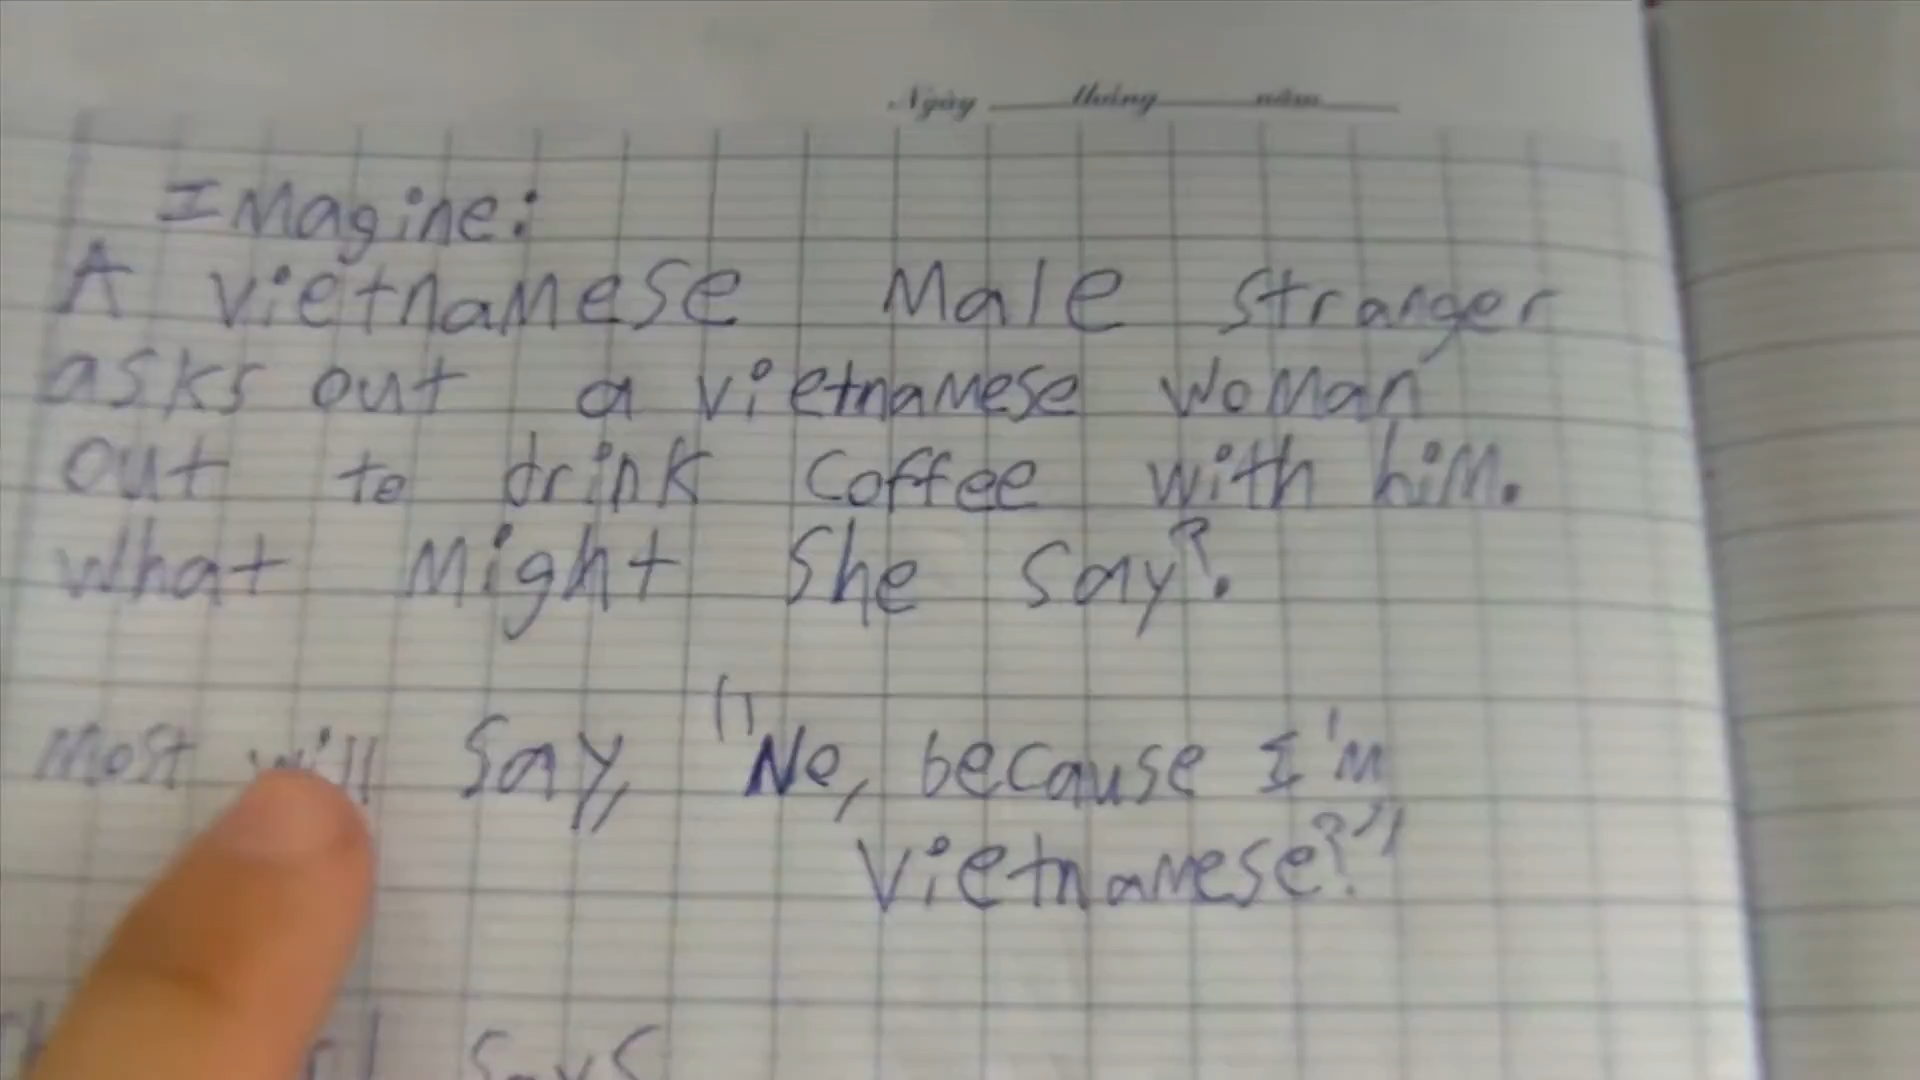 Ngày tháng năm
IMagine:
A vietnaMese Male stranger
asks out a vietnaMese WoMan
out to drink coffee with hiM.
What Might She Say?
Most will Say, "No, because I'M
VietnaMese?"
Says